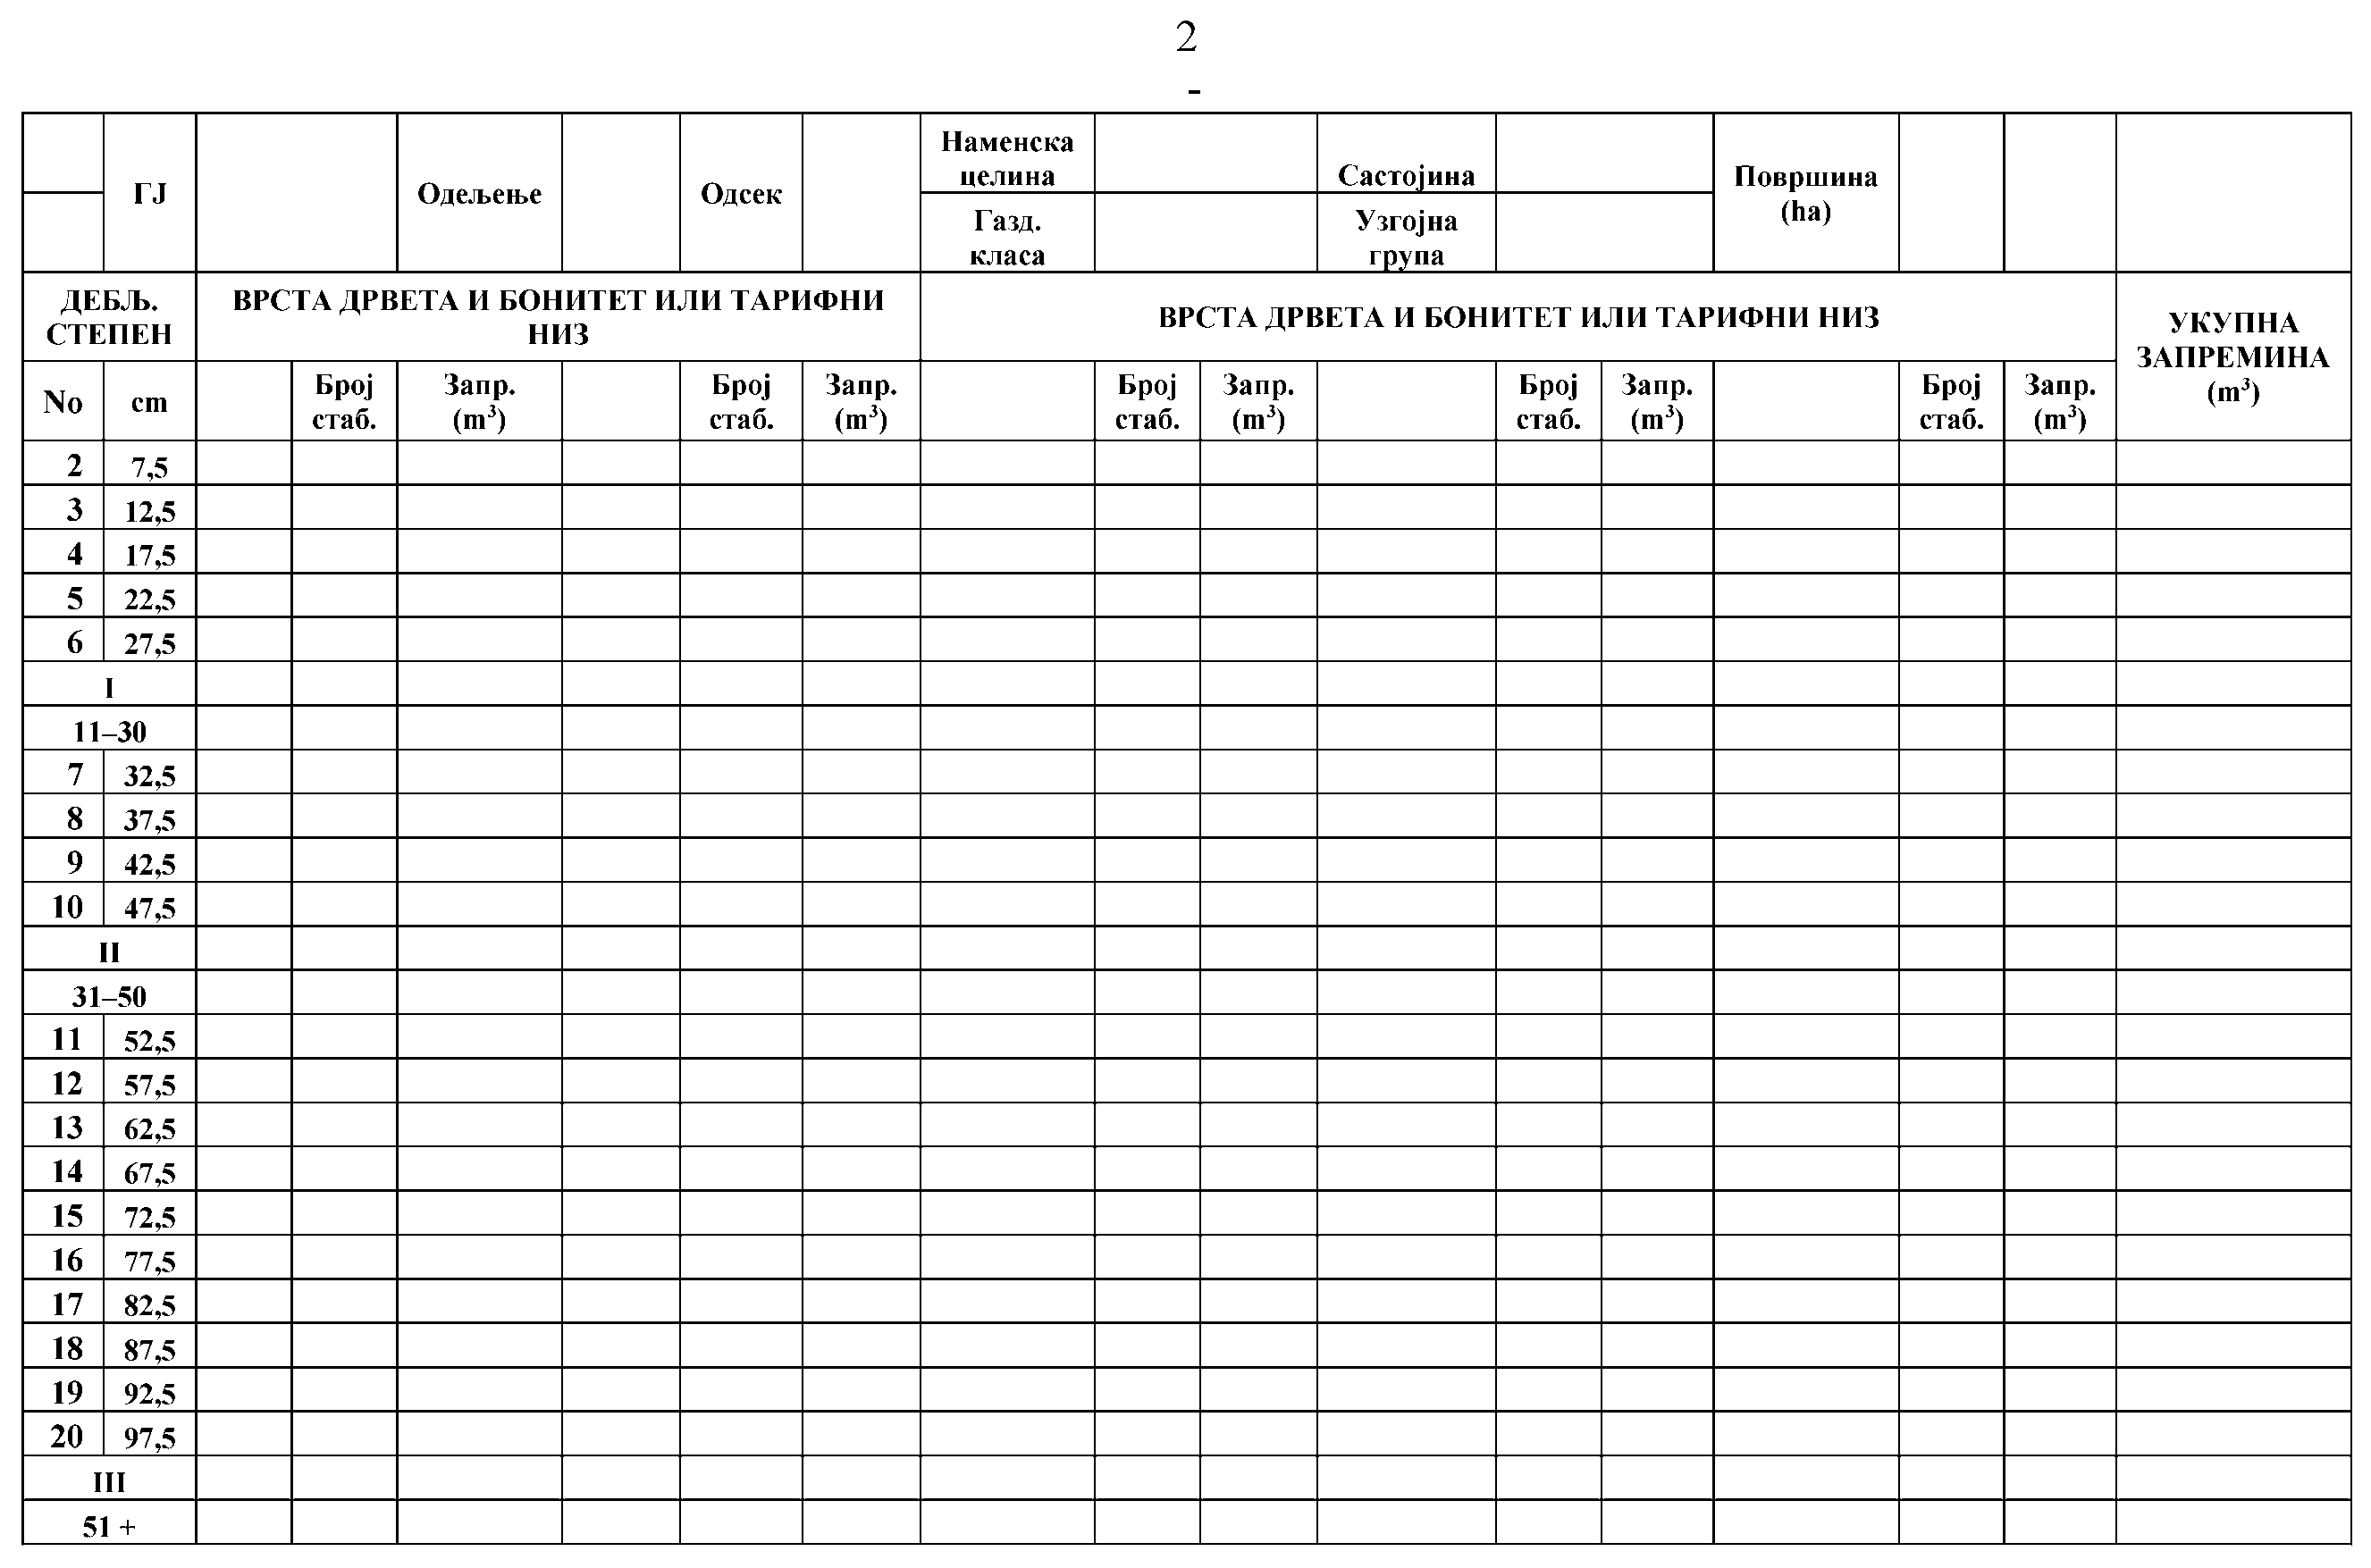 2
-
ГЈ
Одељење
Одсек
Наменска
целина
Састојина
Површина
(ha)
Газд.
класа
Узгојна
група
ДЕБЉ.
СТЕПЕН
ВРСТА ДРВЕТА И БОНИТЕТ ИЛИ ТАРИФНИ
НИЗ
ВРСТА ДРВЕТА И БОНИТЕТ ИЛИ ТАРИФНИ НИЗ
УКУПНА
ЗАПРЕМИНА
(m³)
No
cm
Број
стаб.
Запр.
(m³)
Број
стаб.
Запр.
(m³)
Број
стаб.
Запр.
(m³)
Број
стаб.
Запр.
(m³)
Број
стаб.
Запр.
(m³)
2 7,5
3 12,5
4 17,5
5 22,5
6 27,5
I
11–30
7 32,5
8 37,5
9 42,5
10 47,5
II
31–50
11 52,5
12 57,5
13 62,5
14 67,5
15 72,5
16 77,5
17 82,5
18 87,5
19 92,5
20 97,5
III
51 +